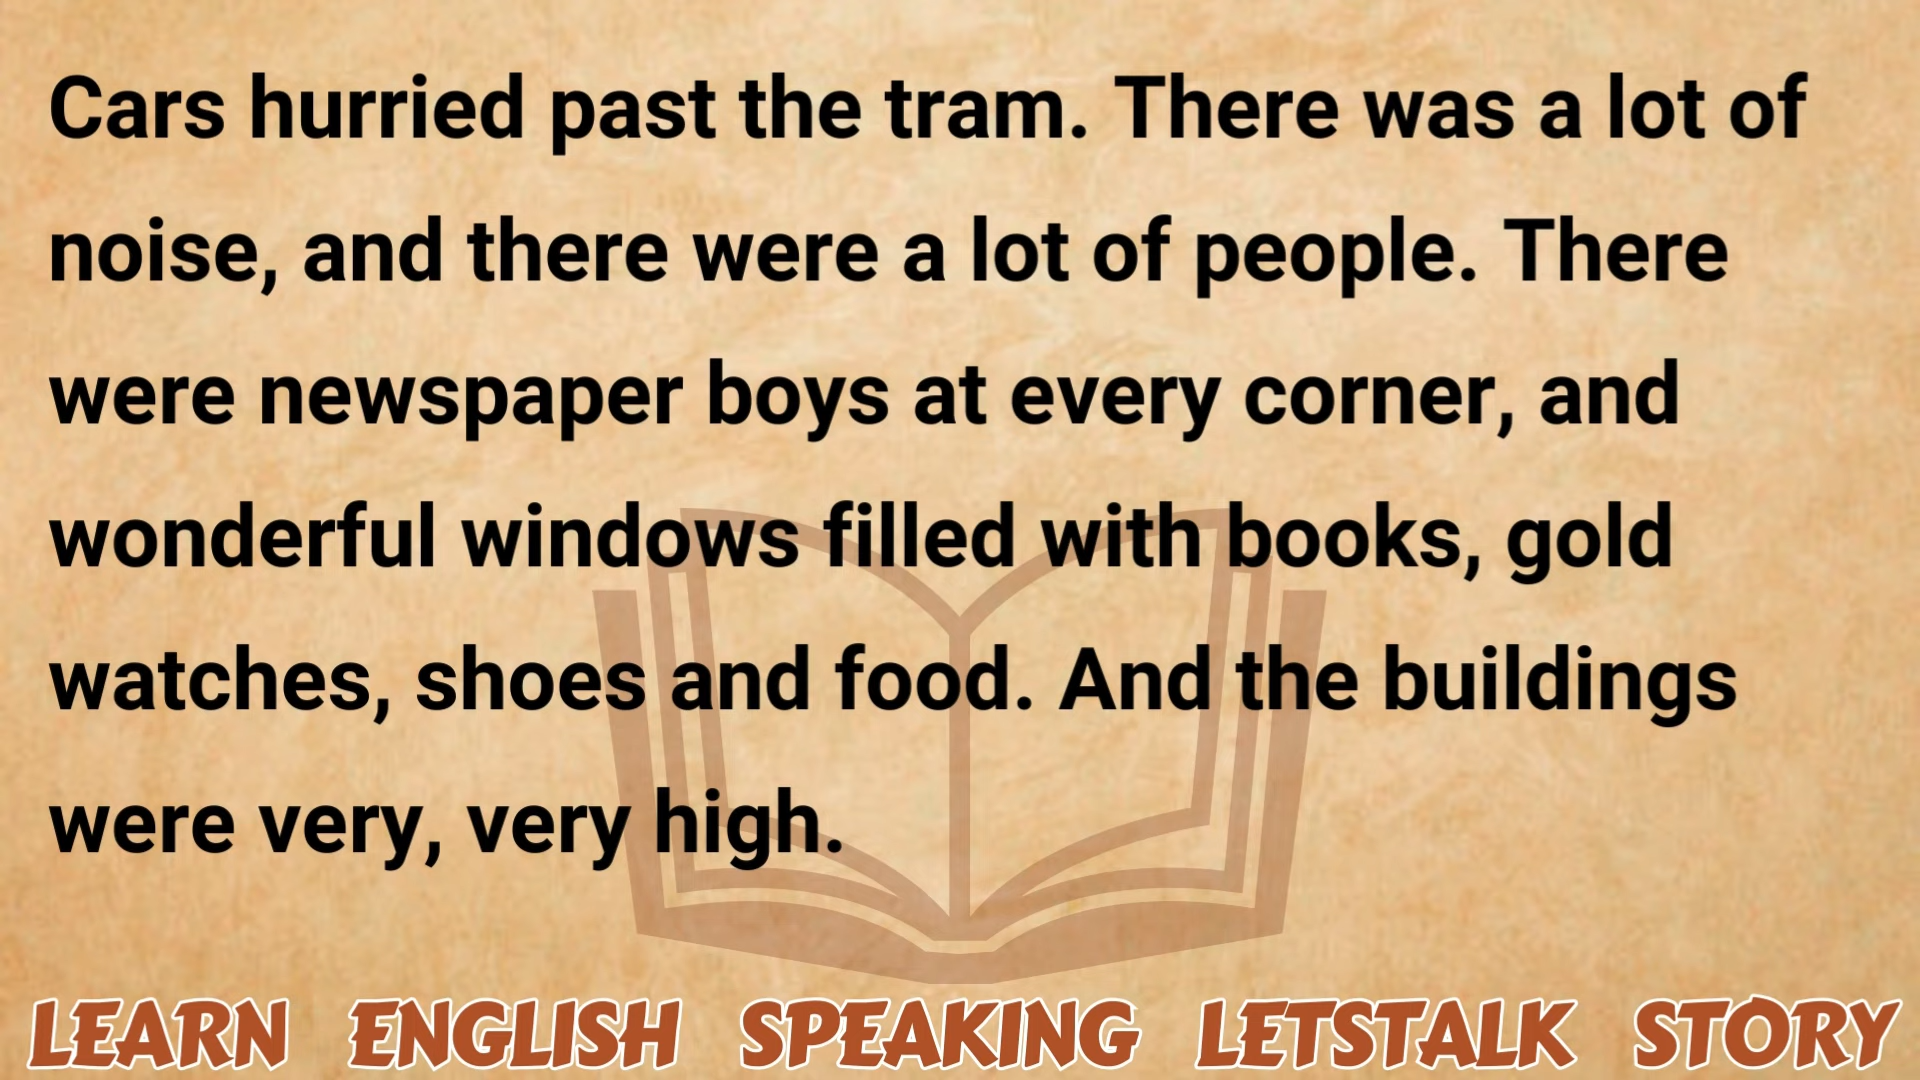 Cars hurried past the tram. There was a lot of
noise, and there were a lot of people. There
were newspaper boys at every corner, and
wonderful windows filled with books, gold
watches, shoes and food. And the buildings
were very, very high.
LEARN ENGLISH SPEAKING LETSTALK STORY